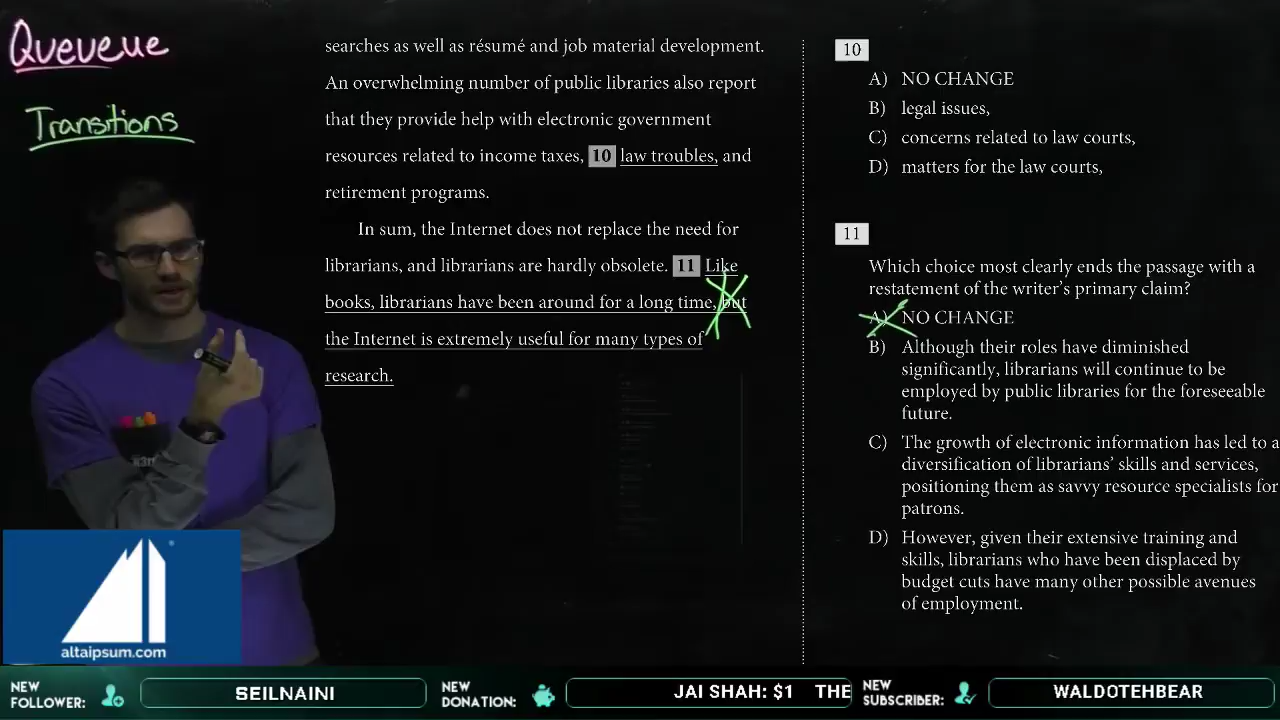 Queueue
Transitions
searches as well as résumé and job material development.
An overwhelming number of public libraries also report
that they provide help with electronic government
resources related to income taxes, 10 law troubles, and
retirement programs.
In sum, the Internet does not replace the need for
librarians, and librarians are hardly obsolete. 11 Like
books, librarians have been around for a long time, but
the Internet is extremely useful for many types of
research.
10
A) NO CHANGE
B) legal issues,
C) concerns related to law courts,
D) matters for the law courts,
11
Which choice most clearly ends the passage with a
restatement of the writer's primary claim?
A) NO CHANGE
B) Although their roles have diminished
significantly, librarians will continue to be
employed by public libraries for the foreseeable
future.
C) The growth of electronic information has led to a
diversification of librarians' skills and services,
positioning them as savvy resource specialists for
patrons.
D) However, given their extensive training and
skills, librarians who have been displaced by
budget cuts have many other possible avenues
of employment.
altaipsum.com
NEW
FOLLOWER:
SEILNAINI
NEW
DONATION:
JAI SHAH: $1 THE
NEW
SUBSCRIBER:
WALDOTEHBEAR